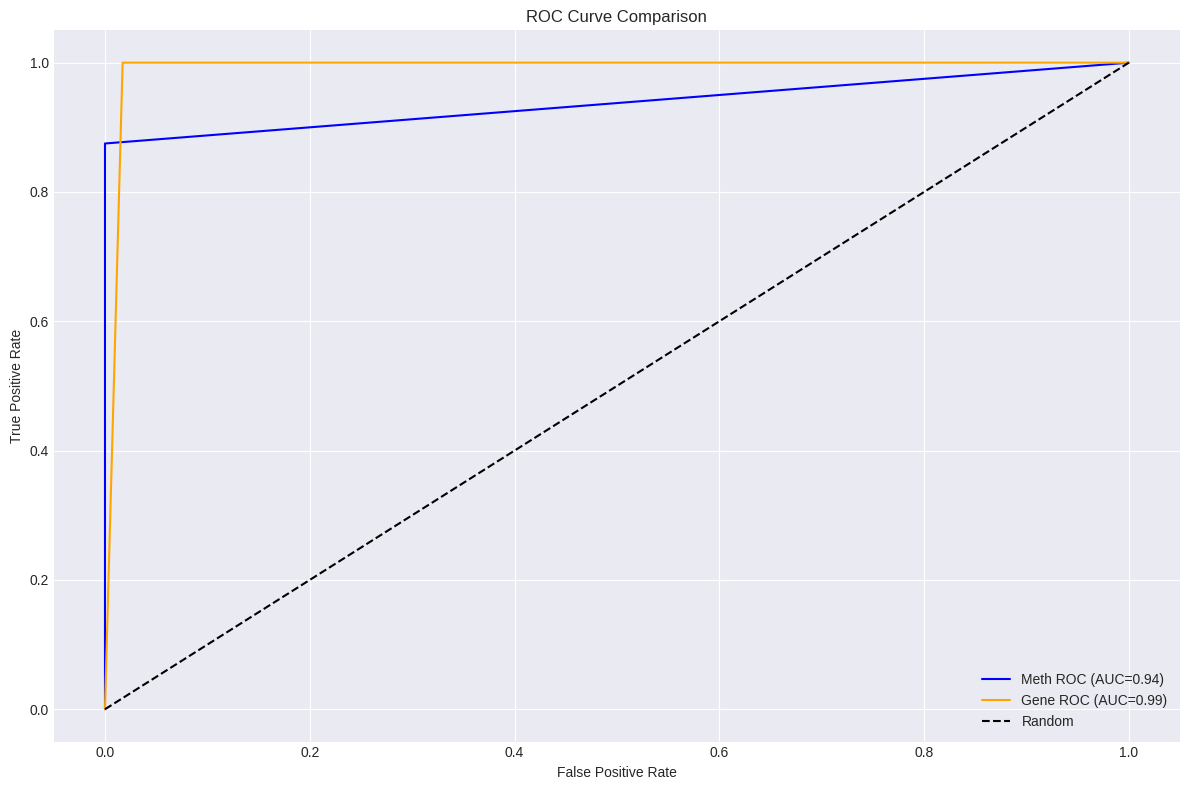 ROC Curve Comparison
1.0
0.8
0.6
0.4
0.2
0.0
True Positive Rate
Meth ROC (AUC=0.94)
Gene ROC (AUC=0.99)
Random
0.0 0.2 0.4 0.6 0.8 1.0
False Positive Rate